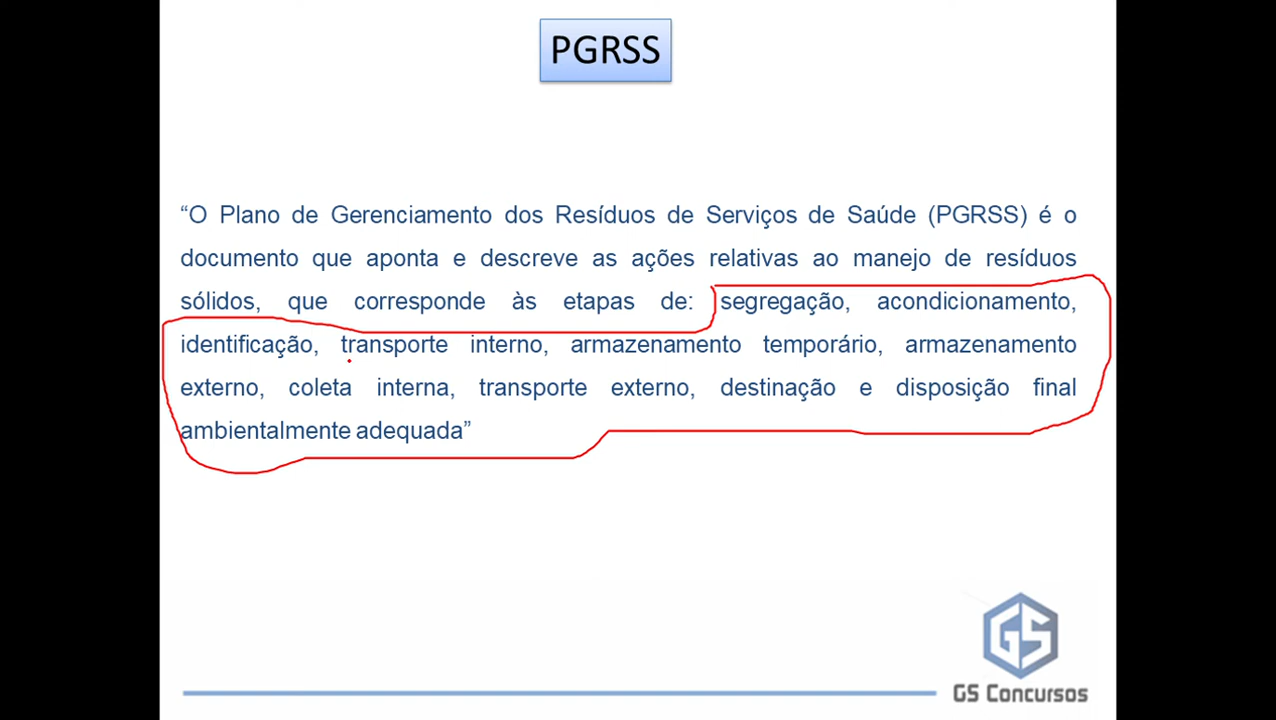 PGRSS
“O Plano de Gerenciamento dos Resíduos de Serviços de Saúde (PGRSS) é o
documento que aponta e descreve as ações relativas ao manejo de resíduos
sólidos, que corresponde às etapas de: segregação, acondicionamento,
identificação, transporte interno, armazenamento temporário, armazenamento
externo, coleta interna, transporte externo, destinação e disposição final
ambientalmente adequada”
GS
GS Concursos